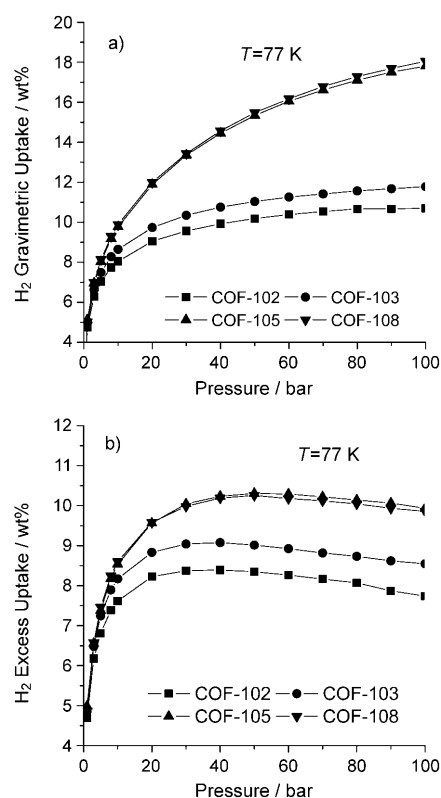 20
18
16
14
12
10
8
6
4
a)
T=77 K
H2 Gravimetric Uptake / wt%
COF-102 COF-103
COF-105 COF-108
0 20 40 60 80 100
Pressure / bar
12
11
10
9
8
7
6
5
4
b)
T=77 K
H2 Excess Uptake / wt%
COF-102 COF-103
COF-105 COF-108
0 20 40 60 80 100
Pressure / bar